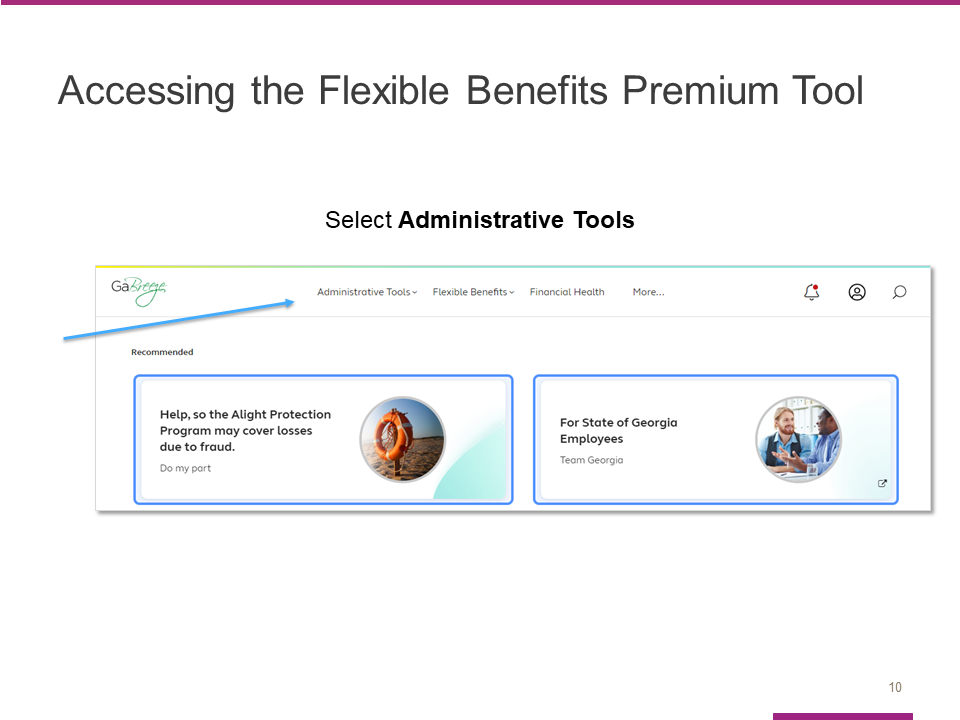 Accessing the Flexible Benefits Premium Tool
Select Administrative Tools
GaBreeze
Administrative Tools
Flexible Benefits
Financial Health
More...
Recommended
Help, so the Alight Protection
Program may cover losses
due to fraud.
Do my part
For State of Georgia
Employees
Team Georgia
10